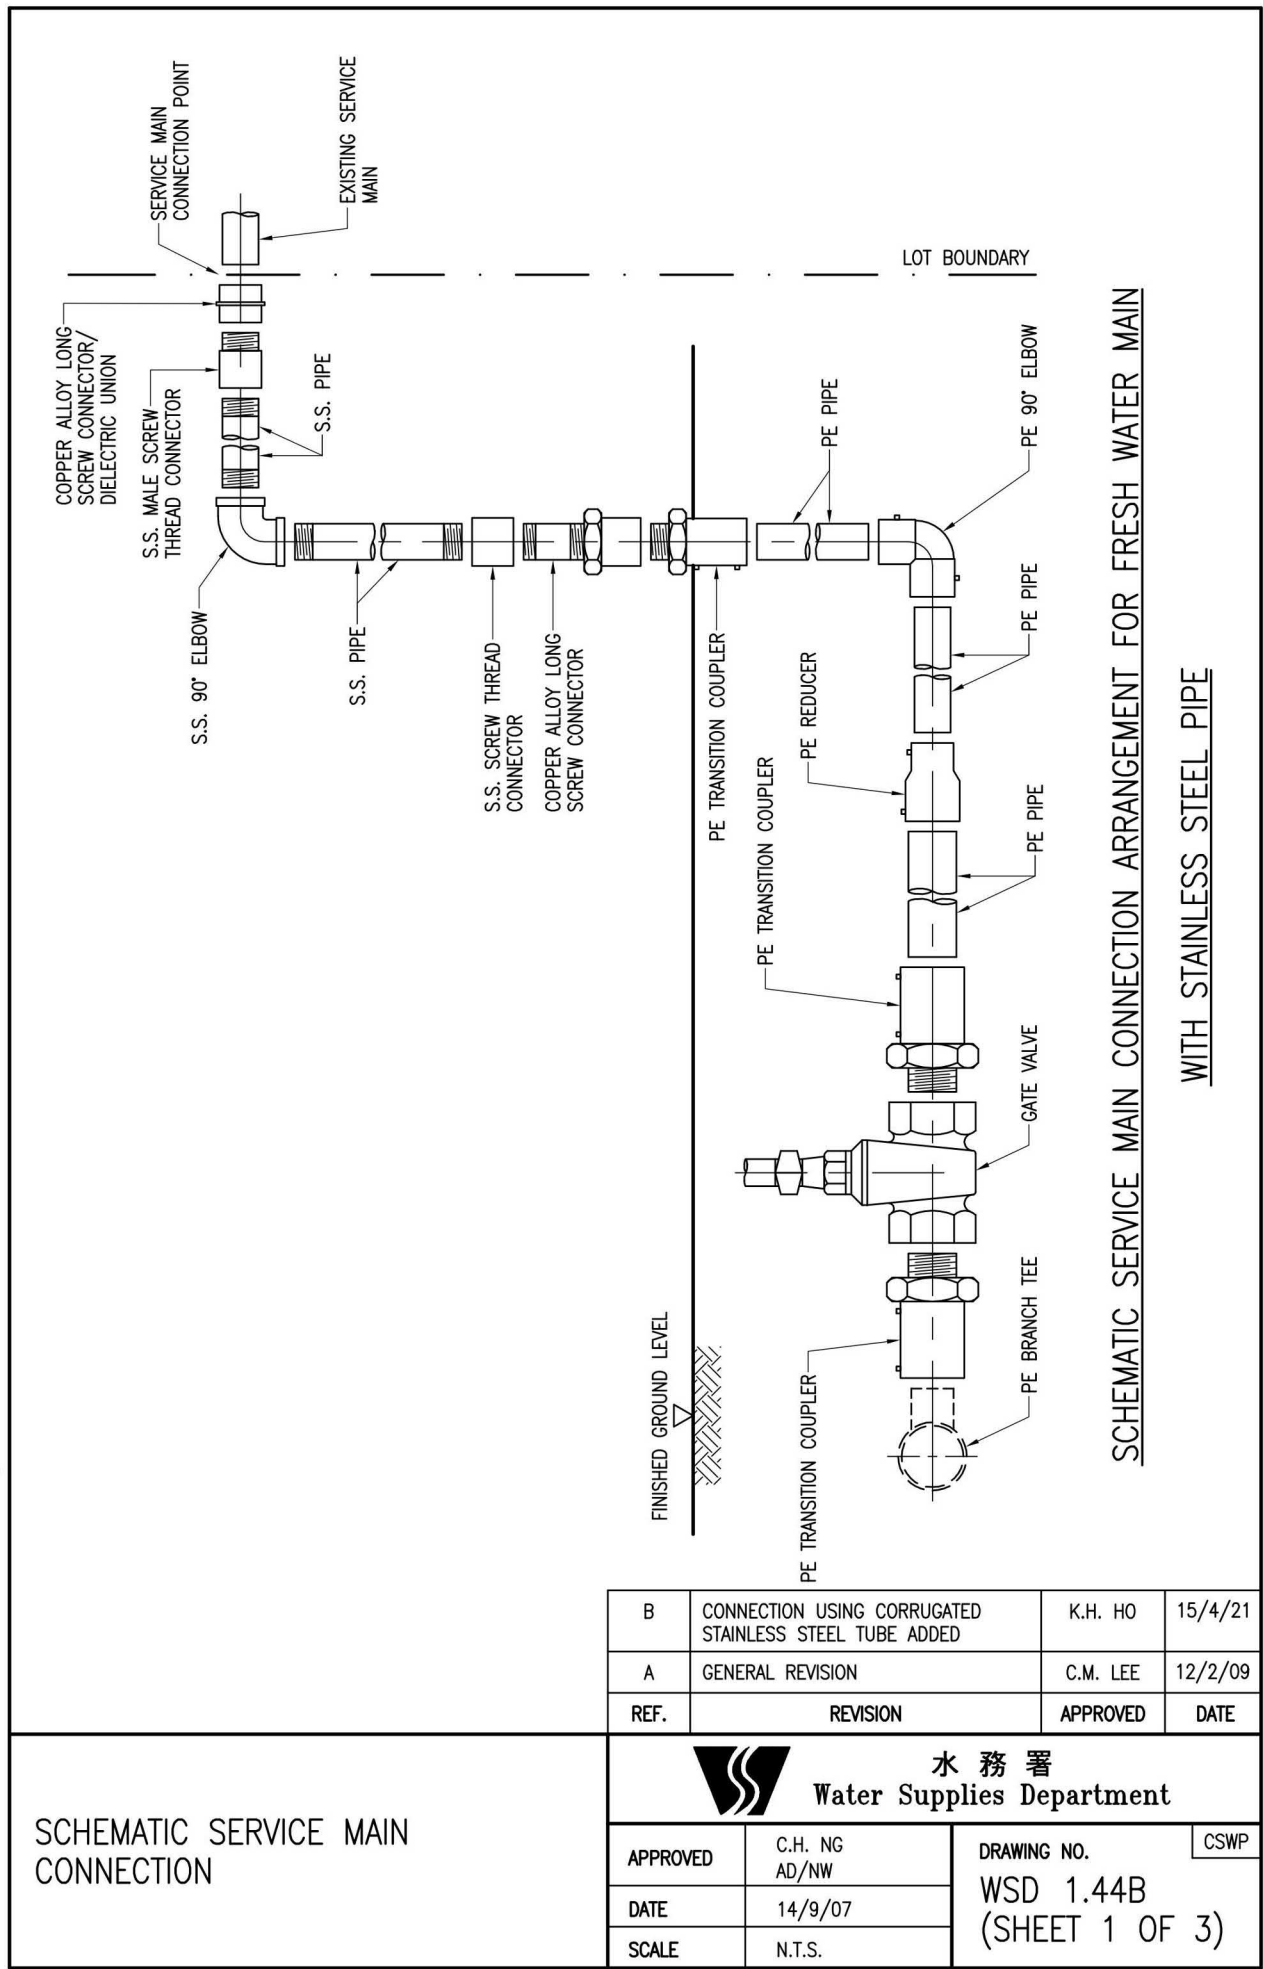 SERVICE MAIN
CONNECTION POINT
EXISTING SERVICE
MAIN
LOT BOUNDARY
COPPER ALLOY LONG
SCREW CONNECTOR/
DIELECTRIC UNION
S.S. MALE SCREW
THREAD CONNECTOR
S.S. PIPE
S.S. 90° ELBOW
S.S. PIPE
S.S. SCREW THREAD
CONNECTOR
COPPER ALLOY LONG
SCREW CONNECTOR
PE TRANSITION COUPLER
PE PIPE
PE 90° ELBOW
PE PIPE
PE REDUCER
PE PIPE
PE TRANSITION COUPLER
GATE VALVE
PE BRANCH TEE
PE TRANSITION COUPLER
FINISHED GROUND LEVEL
SCHEMATIC SERVICE MAIN CONNECTION ARRANGEMENT FOR FRESH WATER MAIN
WITH STAINLESS STEEL PIPE
B CONNECTION USING CORRUGATED K.H. HO 15/4/21
STAINLESS STEEL TUBE ADDED
A GENERAL REVISION C.M. LEE 12/2/09
REF. REVISION APPROVED DATE
SCHEMATIC SERVICE MAIN
CONNECTION
水務署
Water Supplies Department
APPROVED C.H. NG
AD/NW
DATE 14/9/07
SCALE N.T.S.
DRAWING NO. CSWP
WSD 1.44B
(SHEET 1 OF 3)